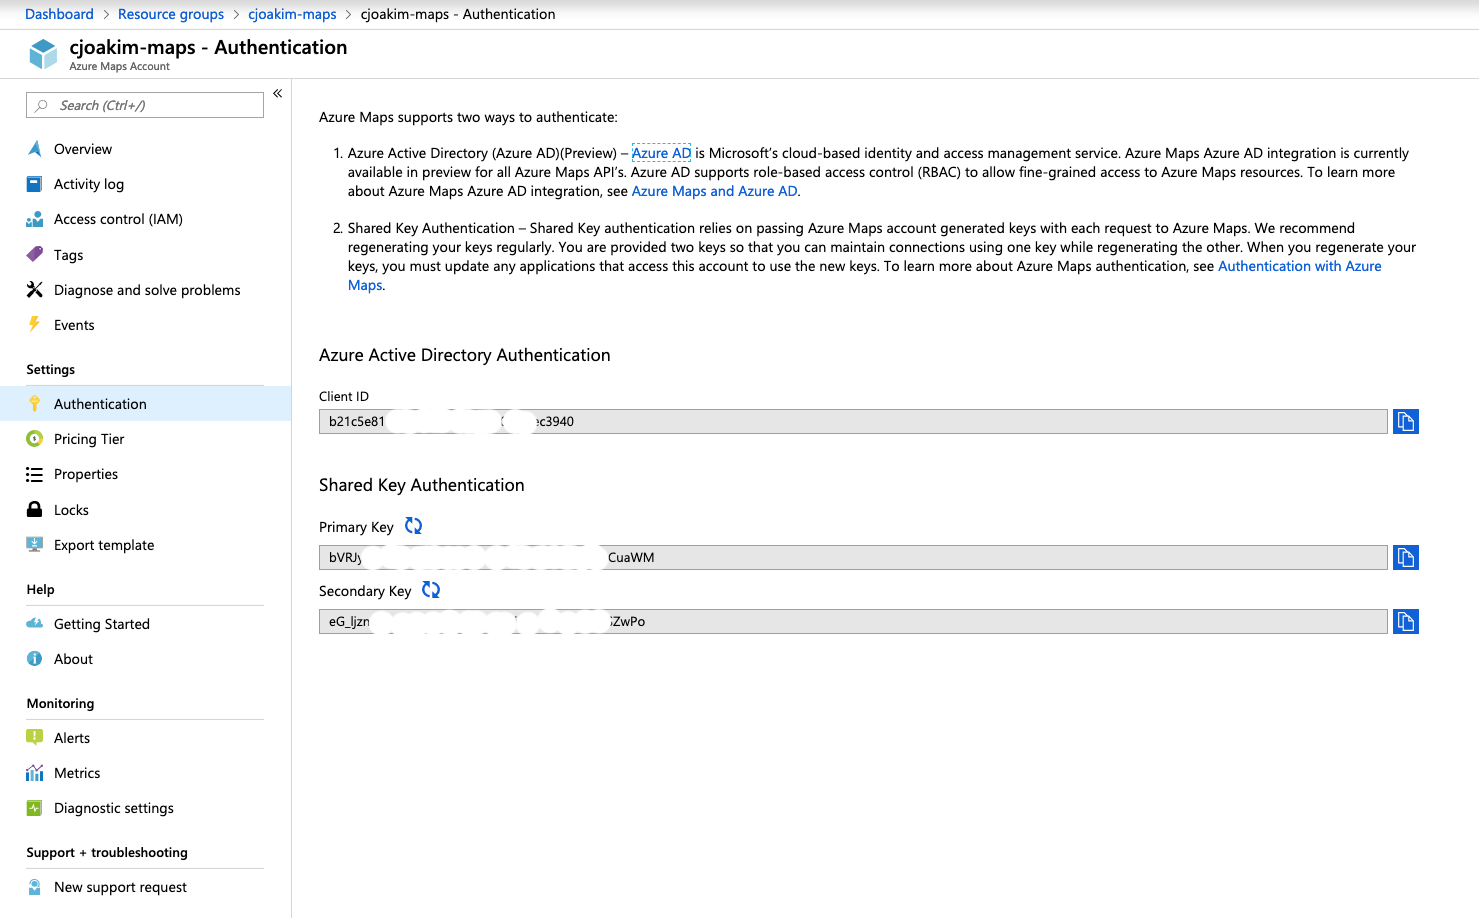 Dashboard > Resource groups > cjoakim-maps > cjoakim-maps - Authentication
cjoakim-maps - Authentication
Azure Maps Account
Search (Ctrl+/)
«
Overview
Activity log
Access control (IAM)
Tags
Diagnose and solve problems
Events
Settings
Authentication
Pricing Tier
Properties
Locks
Export template
Help
Getting Started
About
Monitoring
Alerts
Metrics
Diagnostic settings
Support + troubleshooting
New support request
Azure Maps supports two ways to authenticate:
1. Azure Active Directory (Azure AD)(Preview) – Azure AD is Microsoft's cloud-based identity and access management service. Azure Maps Azure AD integration is currently
available in preview for all Azure Maps API's. Azure AD supports role-based access control (RBAC) to allow fine-grained access to Azure Maps resources. To learn more
about Azure Maps Azure AD integration, see Azure Maps and Azure AD.
2. Shared Key Authentication – Shared Key authentication relies on passing Azure Maps account generated keys with each request to Azure Maps. We recommend
regenerating your keys regularly. You are provided two keys so that you can maintain connections using one key while regenerating the other. When you regenerate your
keys, you must update any applications that access this account to use the new keys. To learn more about Azure Maps authentication, see Authentication with Azure
Maps.
Azure Active Directory Authentication
Client ID
b21c5e81 ec3940
Shared Key Authentication
Primary Key
bVRJy CuaWM
Secondary Key
eG_ljzn ZwPo